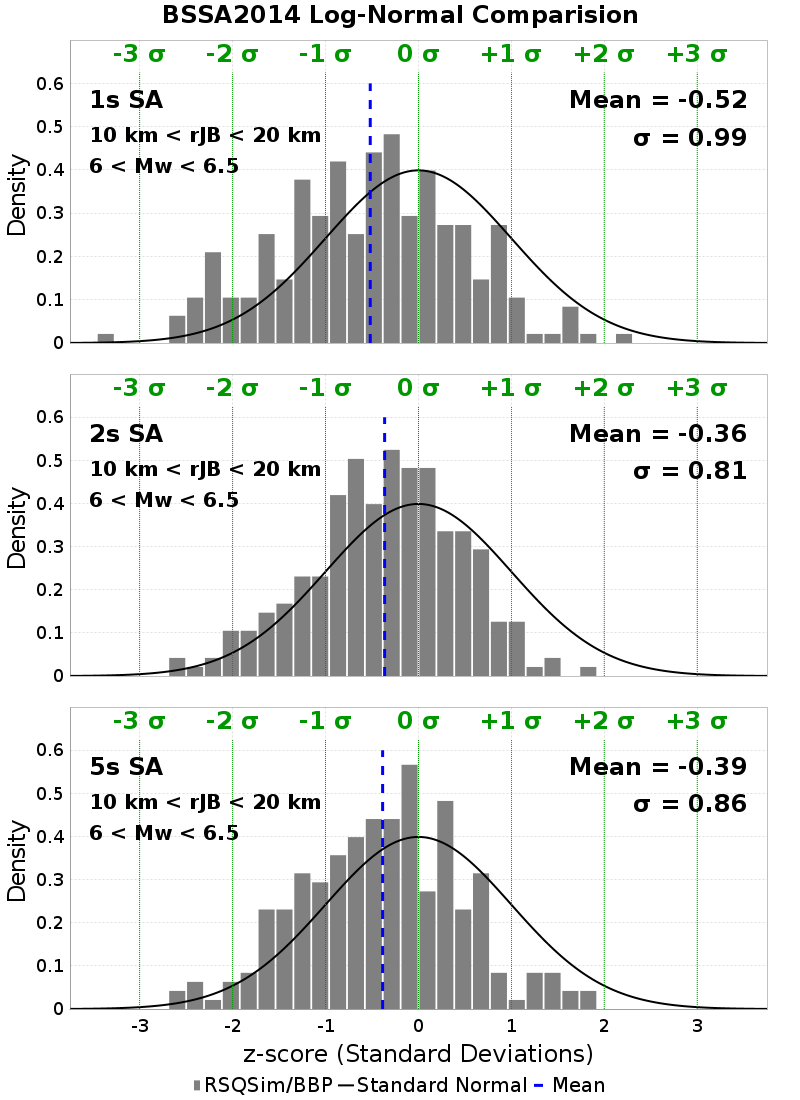 BSSA2014 Log-Normal Comparision
-3 σ -2 σ -1 σ 0 σ +1 σ +2 σ +3 σ
0.6
1s SA Mean = -0.52
0.5
10 km < rJB < 20 km σ = 0.99
6 < Mw < 6.5
0.4
Density
0.3
0.2
0.1
0
-3 σ -2 σ -1 σ 0 σ +1 σ +2 σ +3 σ
0.6
2s SA Mean = -0.36
0.5
10 km < rJB < 20 km σ = 0.81
6 < Mw < 6.5
0.4
Density
0.3
0.2
0.1
0
-3 σ -2 σ -1 σ 0 σ +1 σ +2 σ +3 σ
0.6
5s SA Mean = -0.39
0.5
10 km < rJB < 20 km σ = 0.86
6 < Mw < 6.5
0.4
Density
0.3
0.2
0.1
0
-3 -2 -1 0 1 2 3
z-score (Standard Deviations)
RSQSim/BBP Standard Normal Mean